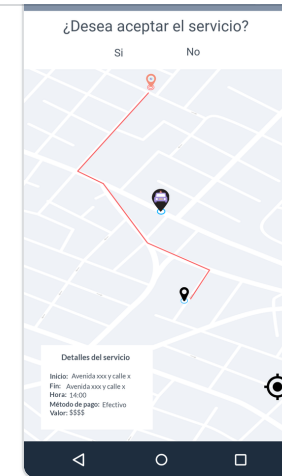 ¿Desea aceptar el servicio?
Si No
Detalles del servicio
Inicio: Avenida xxx y calle x
Fin: Avenida xxx y calle x
Hora: 14:00
Método de pago: Efectivo
Valor: $$$$